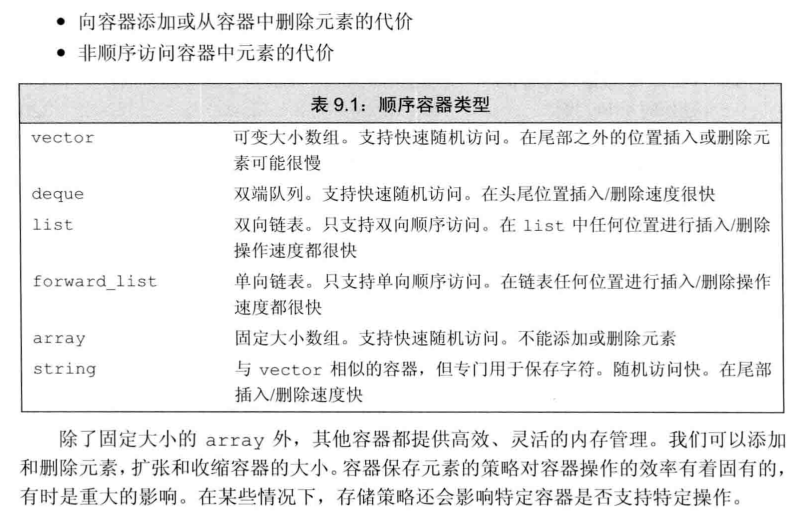 • 向容器添加或从容器中删除元素的代价
• 非顺序访问容器中元素的代价
表 9.1：顺序容器类型
vector 可变大小数组。支持快速随机访问。在尾部之外的位置插入或删除元
素可能很慢
deque 双端队列。支持快速随机访问。在头尾位置插入/删除速度很快
list 双向链表。只支持双向顺序访问。在 list 中任何位置进行插入/删除
操作速度都很快
forward_list 单向链表。只支持单向顺序访问。在链表任何位置进行插入/删除操作
速度都很快
array 固定大小数组。支持快速随机访问。不能添加或删除元素
string 与 vector 相似的容器，但专门用于保存字符。随机访问快。在尾部
插入/删除速度快
除了固定大小的 array 外，其他容器都提供高效、灵活的内存管理。我们可以添加
和删除元素，扩张和收缩容器的大小。容器保存元素的策略对容器操作的效率有着固有的，
有时是重大的影响。在某些情况下，存储策略还会影响特定容器是否支持特定操作。